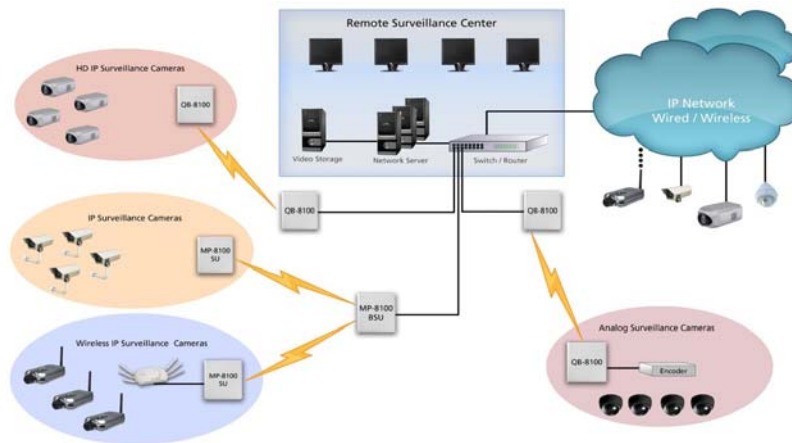 Remote Surveillance Center
HD IP Surveillance Cameras
QB-8100
IP Network
Wired / Wireless
Video Storage
Network Server
Switch / Router
QB-8100
QB-8100
IP Surveillance Cameras
MP-8100
SU
MP-8100
BSU
Wireless IP Surveillance Cameras
MP-8100
SU
Analog Surveillance Cameras
QB-8100
Encoder